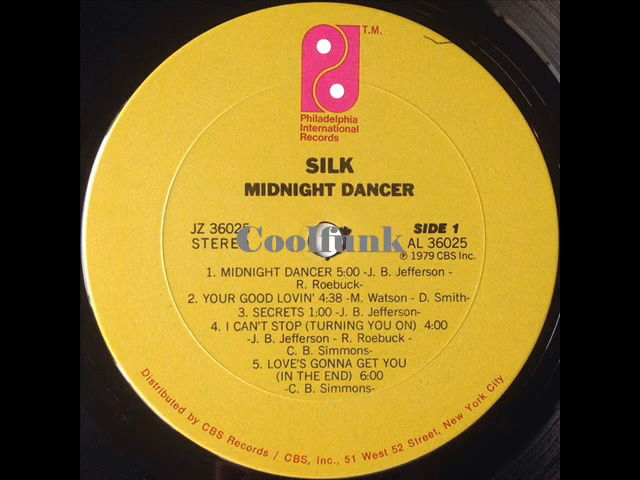 T.M.
Philadelphia
International
Records
SILK
MIDNIGHT DANCER
JZ 36025
STEREO
Coolfunk
SIDE 1
AL 36025
℗ 1979 CBS Inc.
1. MIDNIGHT DANCER 5:00 -J. B. Jefferson -
R. Roebuck-
2. YOUR GOOD LOVIN' 4:38 -M. Watson - D. Smith-
3. SECRETS 1:00 -J. B. Jefferson-
4. I CAN'T STOP (TURNING YOU ON) 4:00
-J. B. Jefferson - R. Roebuck -
C. B. Simmons-
5. LOVE'S GONNA GET YOU
(IN THE END) 6:00
-C. B. Simmons-
Distributed by CBS Records / CBS, Inc., 51 West 52 Street, New York City